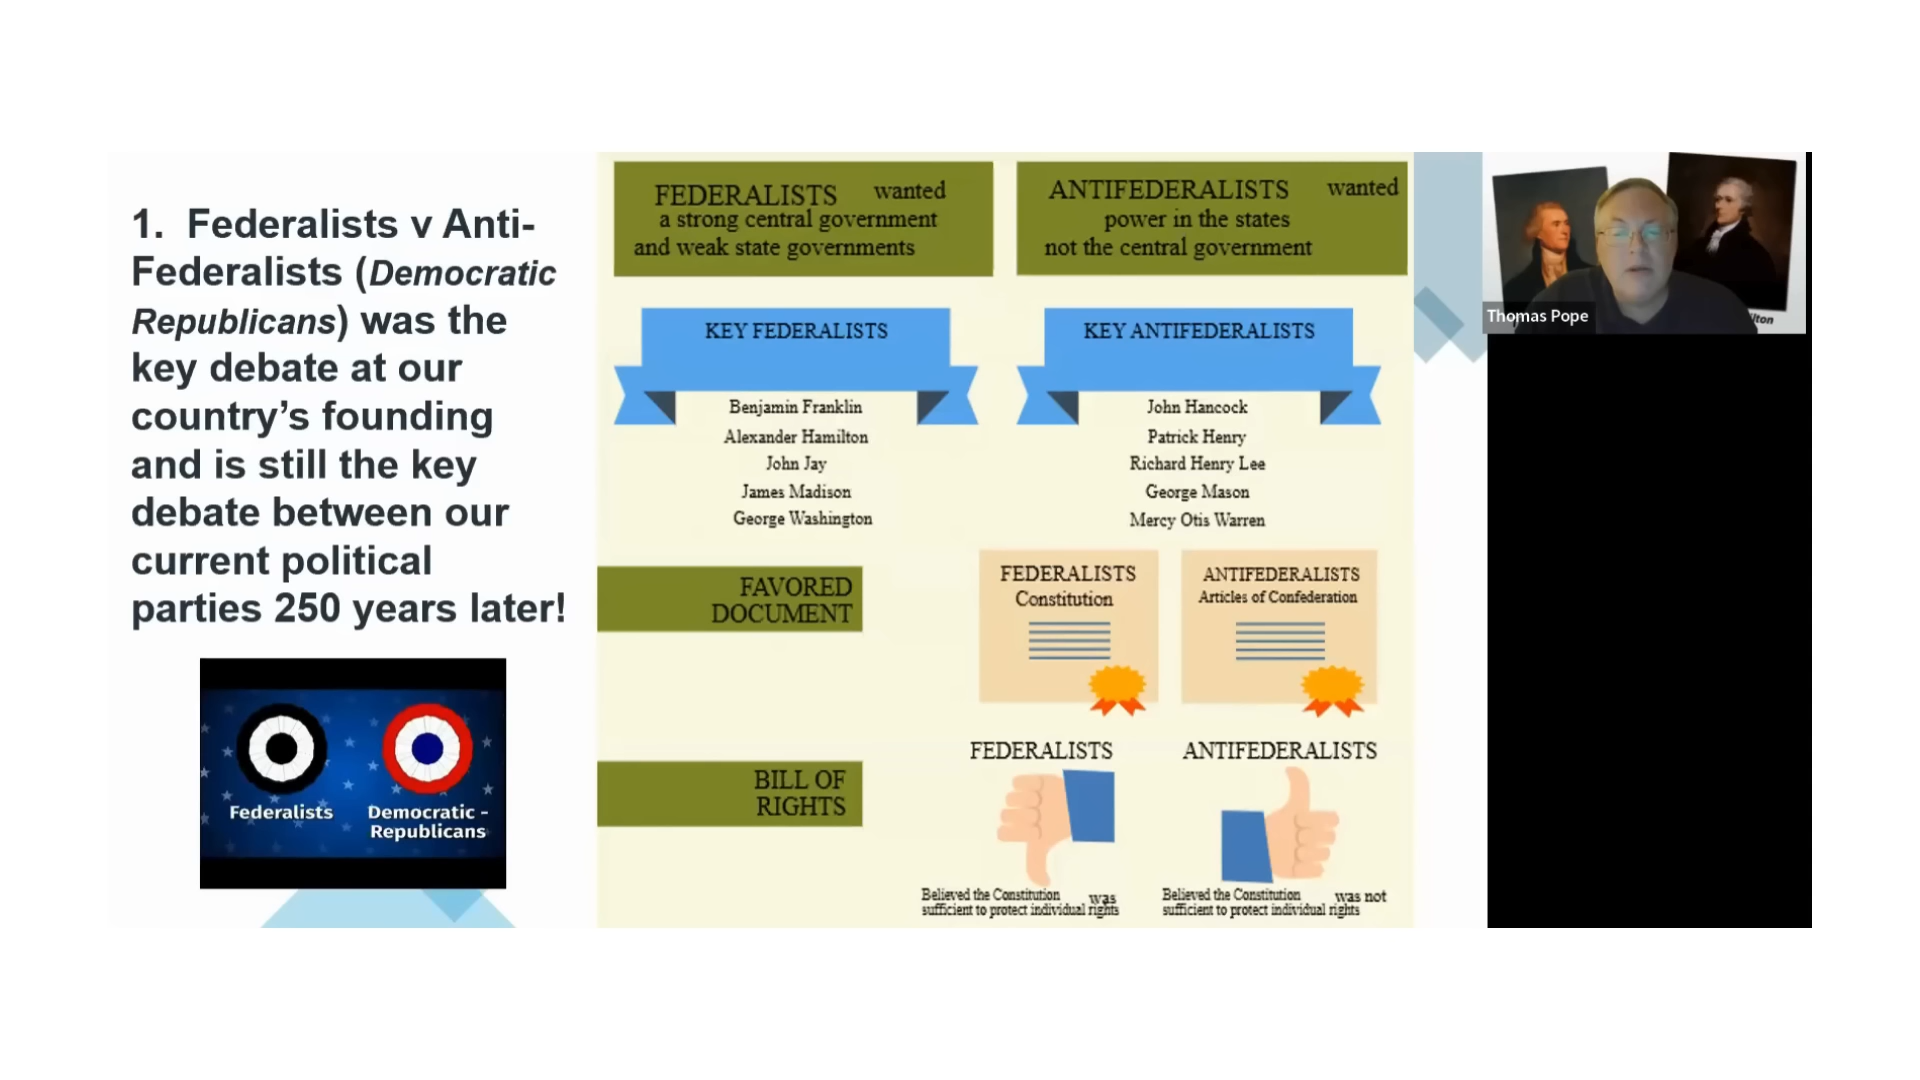 1. Federalists v Anti-
Federalists (Democratic
Republicans) was the
key debate at our
country’s founding
and is still the key
debate between our
current political
parties 250 years later!
Federalists
Democratic -
Republicans
FEDERALISTS wanted
a strong central government
and weak state governments
ANTIFEDERALISTS wanted
power in the states
not the central government
KEY FEDERALISTS
Benjamin Franklin
Alexander Hamilton
John Jay
James Madison
George Washington
KEY ANTIFEDERALISTS
John Hancock
Patrick Henry
Richard Henry Lee
George Mason
Mercy Otis Warren
FAVORED
DOCUMENT
FEDERALISTS
Constitution
ANTIFEDERALISTS
Articles of Confederation
BILL OF
RIGHTS
FEDERALISTS
Believed the Constitution was
sufficient to protect individual rights
ANTIFEDERALISTS
Believed the Constitution was not
sufficient to protect individual rights
Thomas Pope